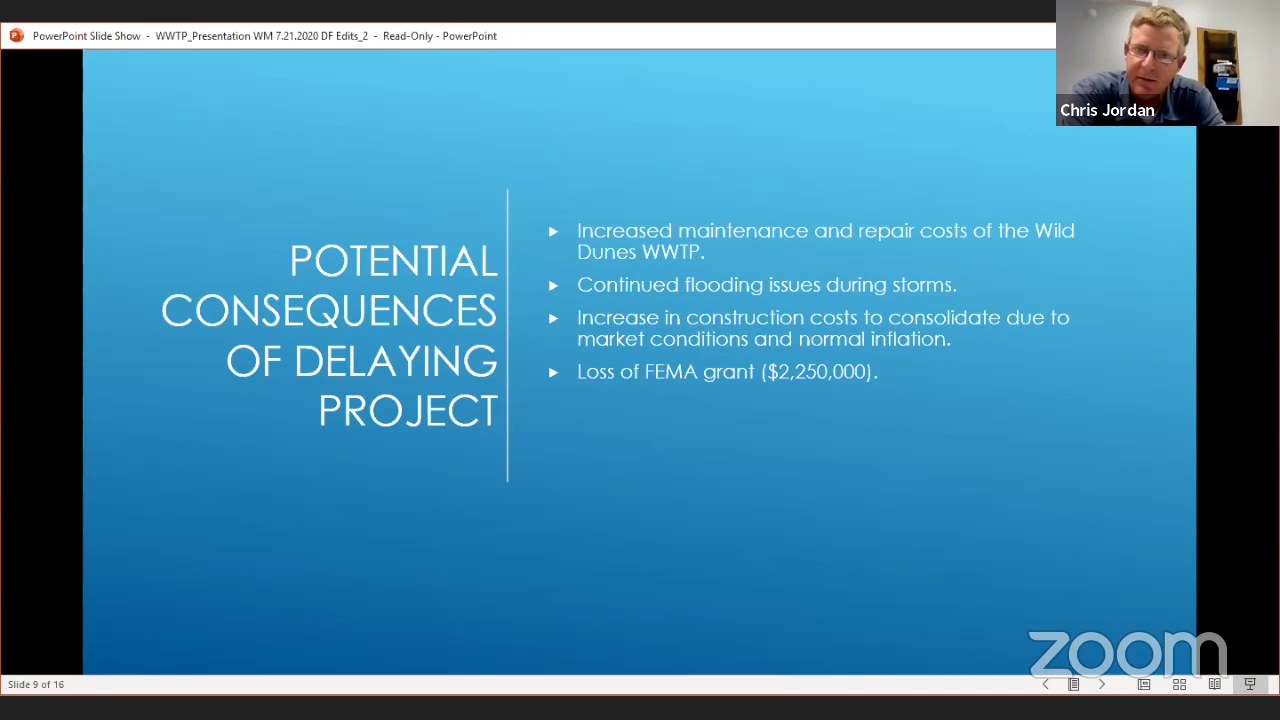 PowerPoint Slide Show - WWTP_Presentation WM 7.21.2020 DF Edits_2 - Read-Only - PowerPoint
Chris Jordan
POTENTIAL
CONSEQUENCES
OF DELAYING
PROJECT
Increased maintenance and repair costs of the Wild
Dunes WWTP.
Continued flooding issues during storms.
Increase in construction costs to consolidate due to
market conditions and normal inflation.
Loss of FEMA grant ($2,250,000).
zoom
Slide 9 of 16